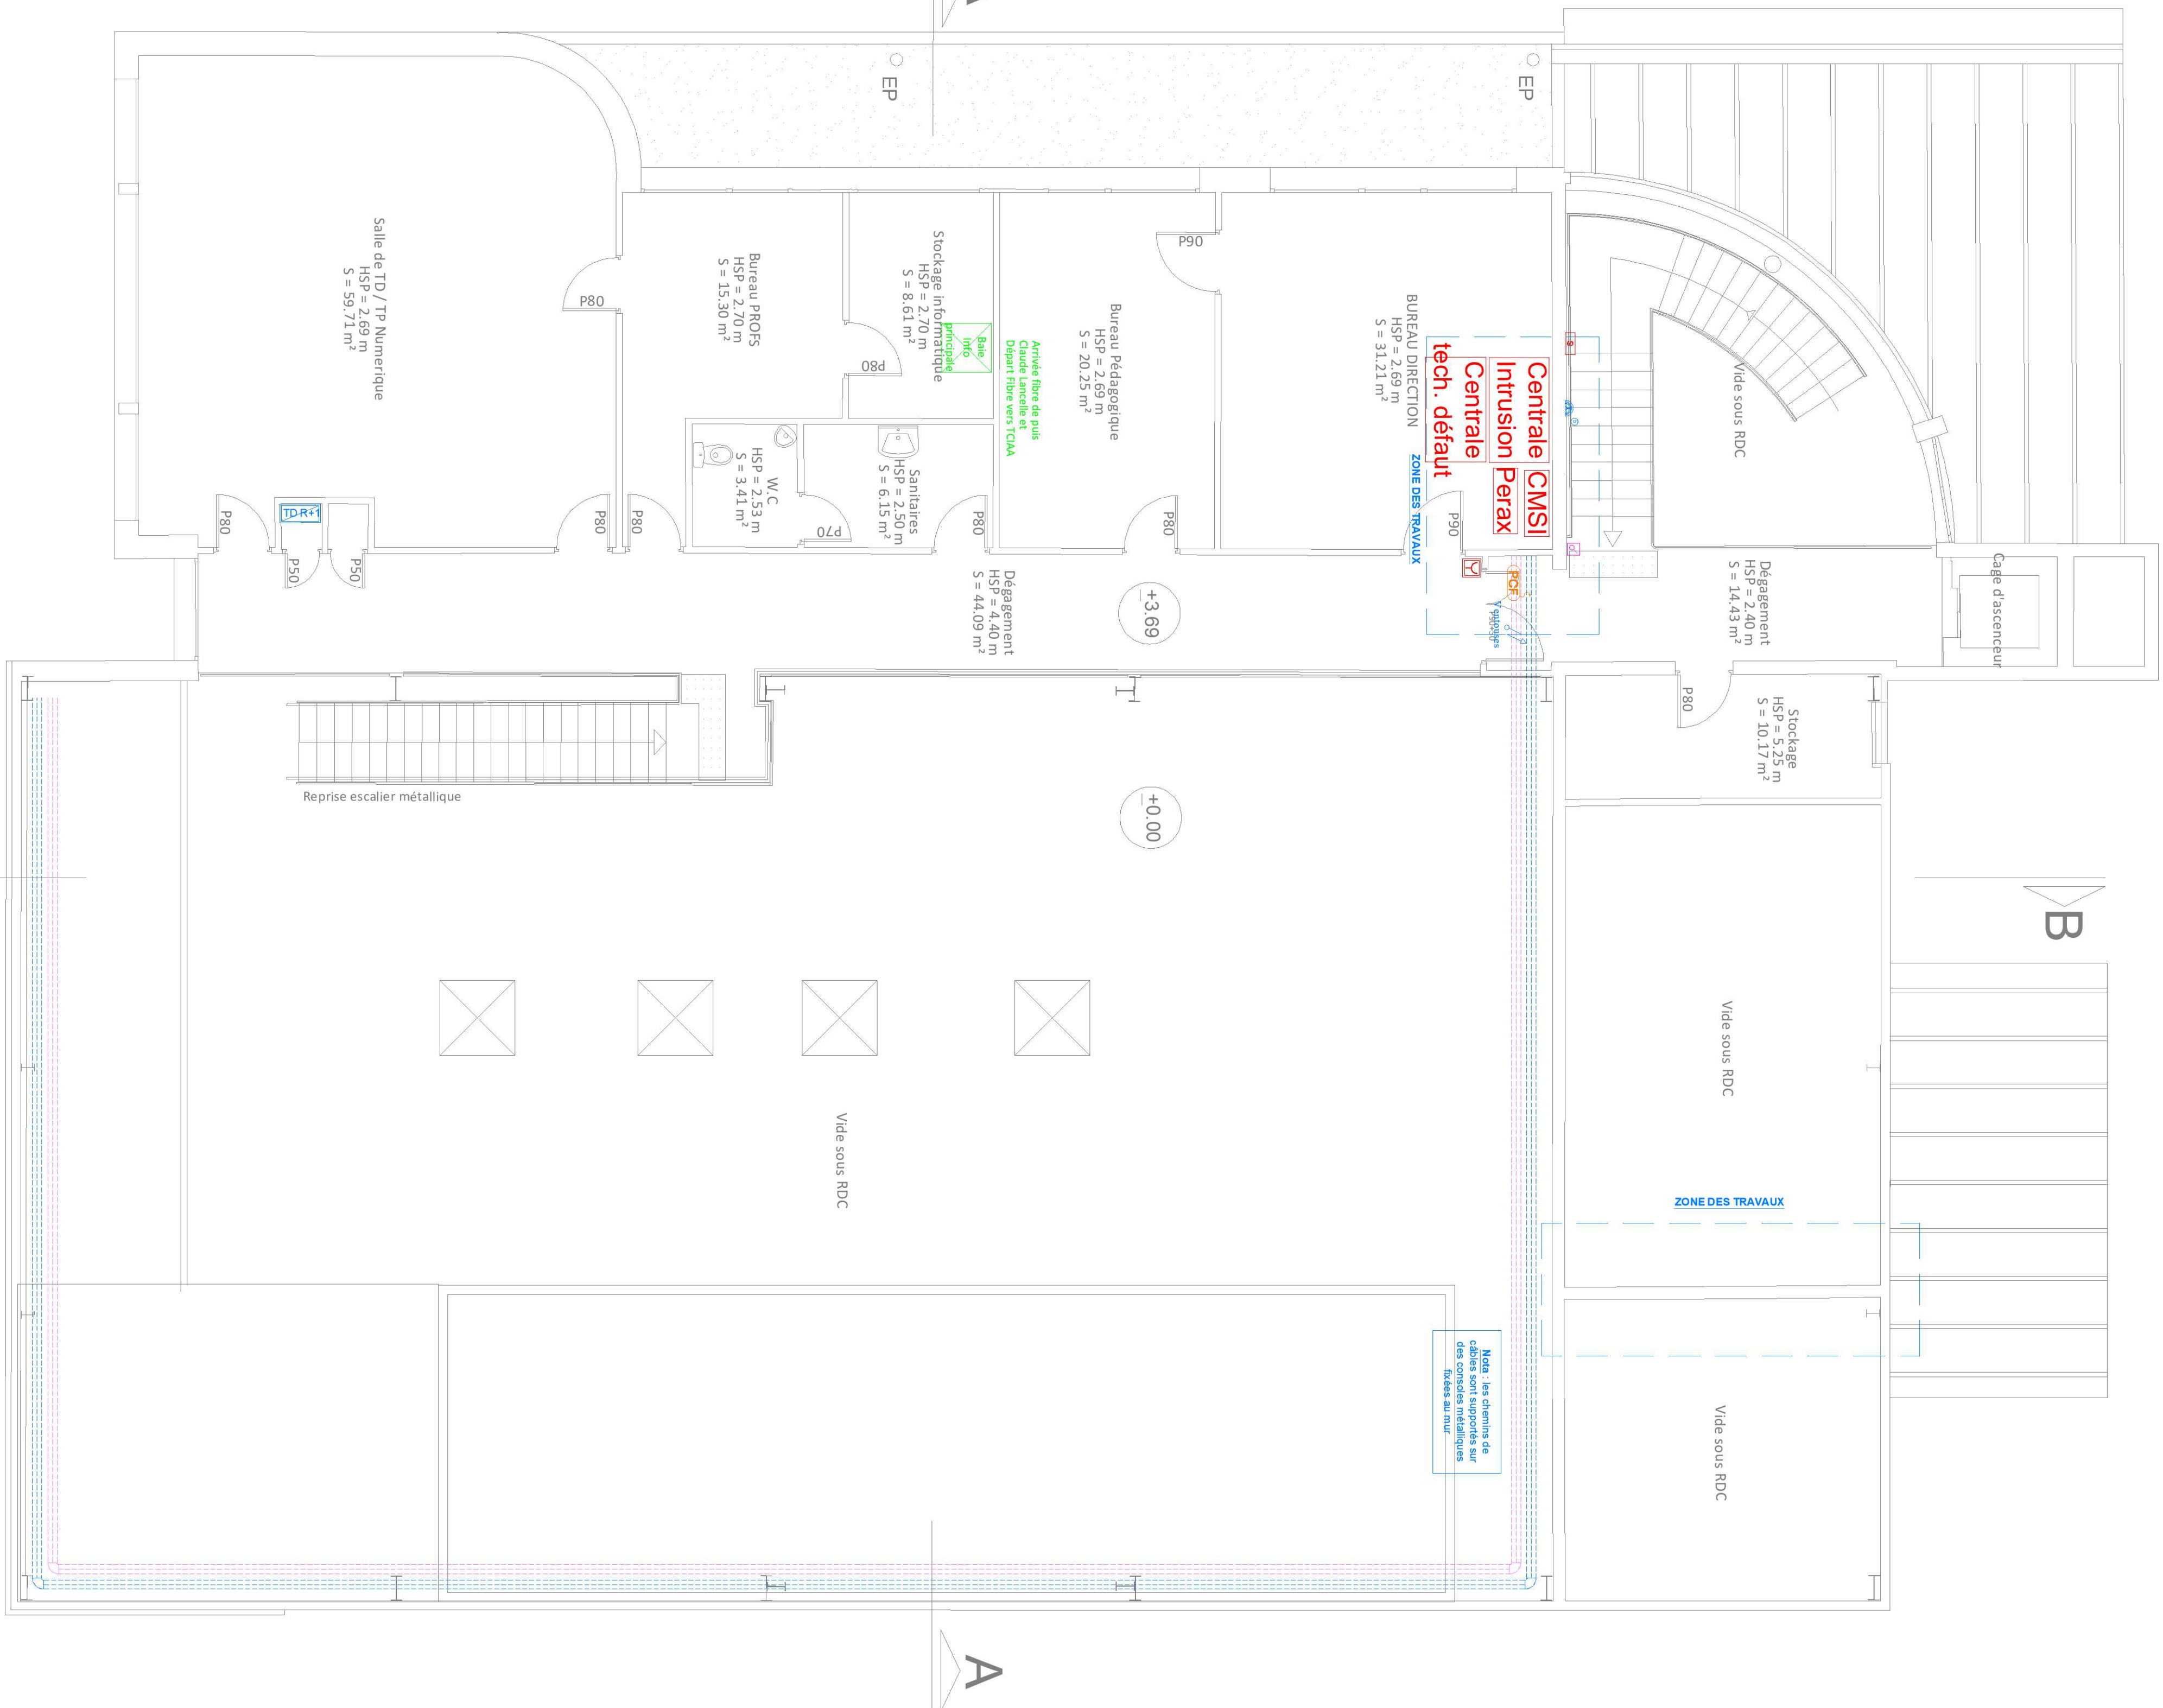 EP
EP
Salle de TD / TP Numerique
HSP = 2.69 m
S = 59.71 m²
P80
Bureau PROFS
HSP = 2.70 m
S = 15.30 m²
Stockage informatique
HSP = 2.70 m
S = 8.61 m²
P80
Baie
Info
principale
Arrivée fibre de puis
Claude Lancelle et
Départ Fibre vers TCIAA
Bureau Pédagogique
HSP = 2.69 m
S = 20.25 m²
P90
BUREAU DIRECTION
HSP = 2.69 m
S = 31.21 m²
Centrale
Intrusion
Centrale
tech. défaut
CMSI
Perax
ZONE DES TRAVAUX
P90
Vide sous RDC
W.C
HSP = 2.53 m
S = 3.41 m²
P70
Sanitaires
HSP = 2.50 m
S = 6.15 m²
P80
P80
P80
P80
P80
TD R+1
P50
P50
Dégagement
HSP = 4.40 m
S = 44.09 m²
+3.69
PCF
Ventouses
Dégagement
HSP = 2.40 m
S = 14.43 m²
Cage d'ascenceur
P80
Stockage
HSP = 5.25 m
S = 10.17 m²
Reprise escalier métallique
+0.00
B
Vide sous RDC
Vide sous RDC
ZONE DES TRAVAUX
Nota : les chemins de
câbles sont supportés sur
des consoles métalliques
fixées au mur
Vide sous RDC
A